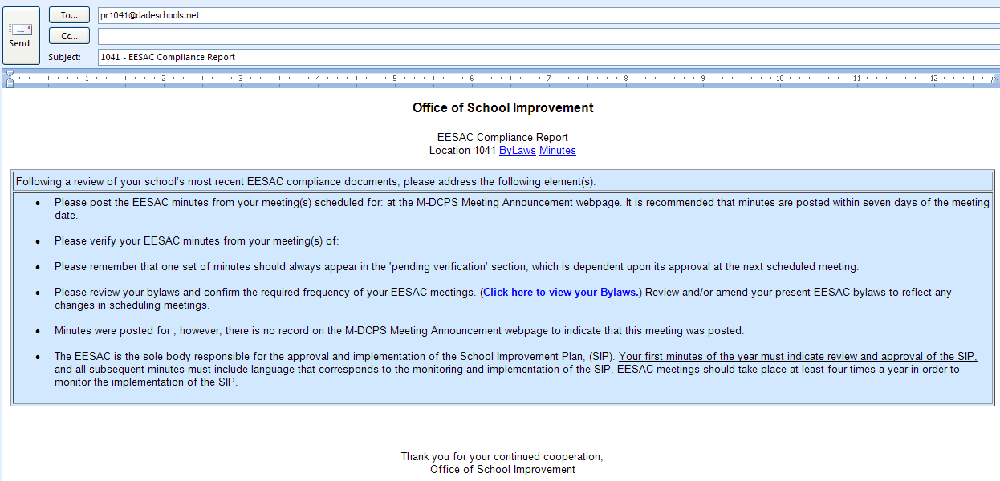 To...
pr1041@dadeschools.net
Cc...
Send
Subject:
1041 - EESAC Compliance Report
1 2 3 4 5 6 7 8 9 10 11 12
Office of School Improvement
EESAC Compliance Report
Location 1041 ByLaws Minutes
Following a review of your school's most recent EESAC compliance documents, please address the following element(s).
• Please post the EESAC minutes from your meeting(s) scheduled for: at the M-DCPS Meeting Announcement webpage. It is recommended that minutes are posted within seven days of the meeting
date.
• Please verify your EESAC minutes from your meeting(s) of:
• Please remember that one set of minutes should always appear in the 'pending verification' section, which is dependent upon its approval at the next scheduled meeting.
• Please review your bylaws and confirm the required frequency of your EESAC meetings. (Click here to view your Bylaws.) Review and/or amend your present EESAC bylaws to reflect any
changes in scheduling meetings.
• Minutes were posted for ; however, there is no record on the M-DCPS Meeting Announcement webpage to indicate that this meeting was posted.
• The EESAC is the sole body responsible for the approval and implementation of the School Improvement Plan, (SIP). Your first minutes of the year must indicate review and approval of the SIP,
and all subsequent minutes must include language that corresponds to the monitoring and implementation of the SIP. EESAC meetings should take place at least four times a year in order to
monitor the implementation of the SIP.
Thank you for your continued cooperation,
Office of School Improvement